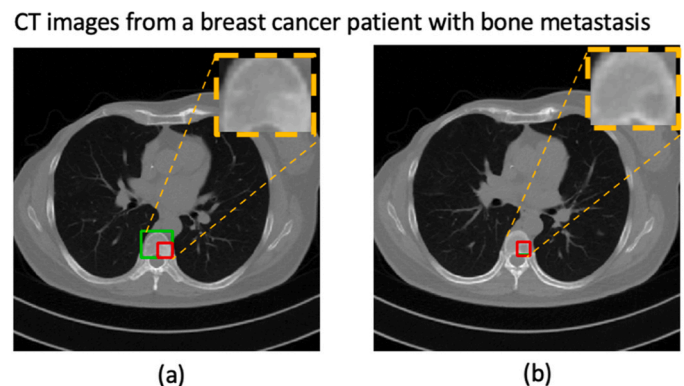 CT images from a breast cancer patient with bone metastasis
(a)
(b)